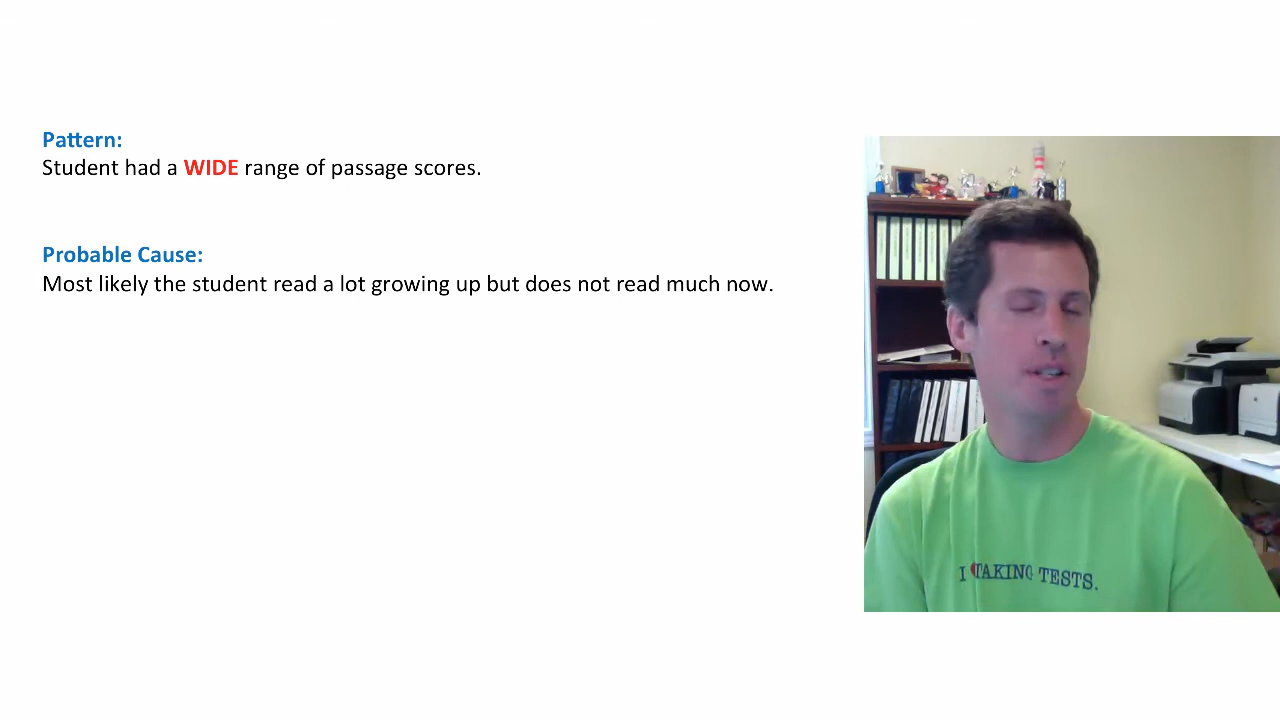 Pattern:
Student had a WIDE range of passage scores.
Probable Cause:
Most likely the student read a lot growing up but does not read much now.
I TAKING TESTS.